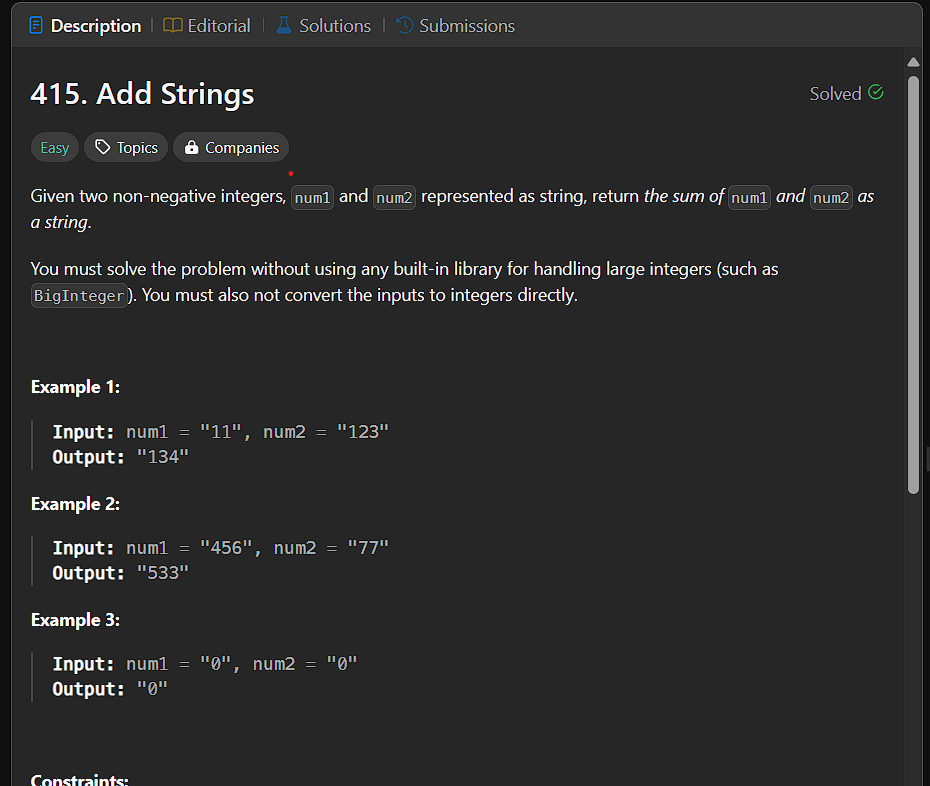 Description | Editorial | Solutions | Submissions
415. Add Strings
Solved
Easy Topics Companies
Given two non-negative integers, num1 and num2 represented as string, return the sum of num1 and num2 as
a string.
You must solve the problem without using any built-in library for handling large integers (such as
BigInteger). You must also not convert the inputs to integers directly.
Example 1:
Input: num1 = "11", num2 = "123"
Output: "134"
Example 2:
Input: num1 = "456", num2 = "77"
Output: "533"
Example 3:
Input: num1 = "0", num2 = "0"
Output: "0"
Constraints: